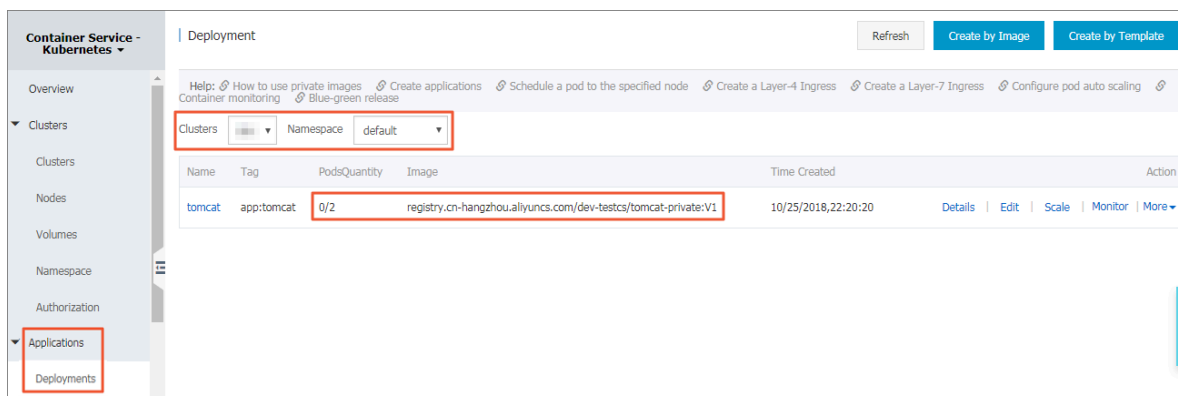 Container Service -
Kubernetes
Deployment
Refresh
Create by Image
Create by Template
Overview
Help: How to use private images Create applications Schedule a pod to the specified node Create a Layer-4 Ingress Create a Layer-7 Ingress Configure pod auto scaling
Container monitoring Blue-green release
Clusters
Clusters Namespace default
Clusters
Name Tag PodsQuantity Image Time Created Action
Nodes
tomcat app:tomcat 0/2 registry.cn-hangzhou.aliyuncs.com/dev-testcs/tomcat-private:V1 10/25/2018,22:20:20 Details | Edit | Scale | Monitor | More
Volumes
Namespace
Authorization
Applications
Deployments